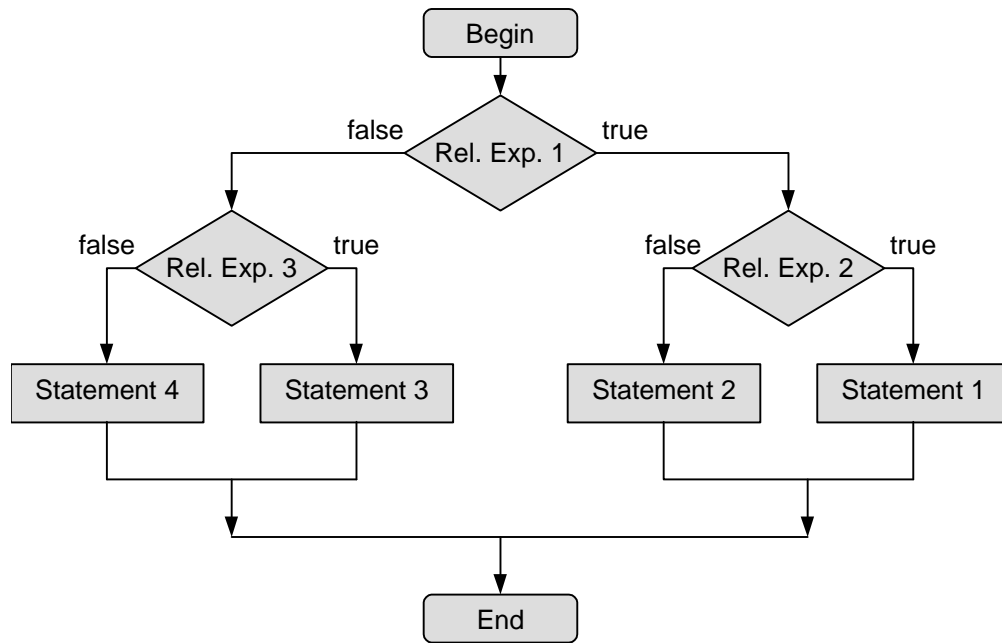 Begin
false
true
Rel. Exp. 1
false
true
false
true
Rel. Exp. 3
Rel. Exp. 2
Statement 4
Statement 3
Statement 2
Statement 1
End